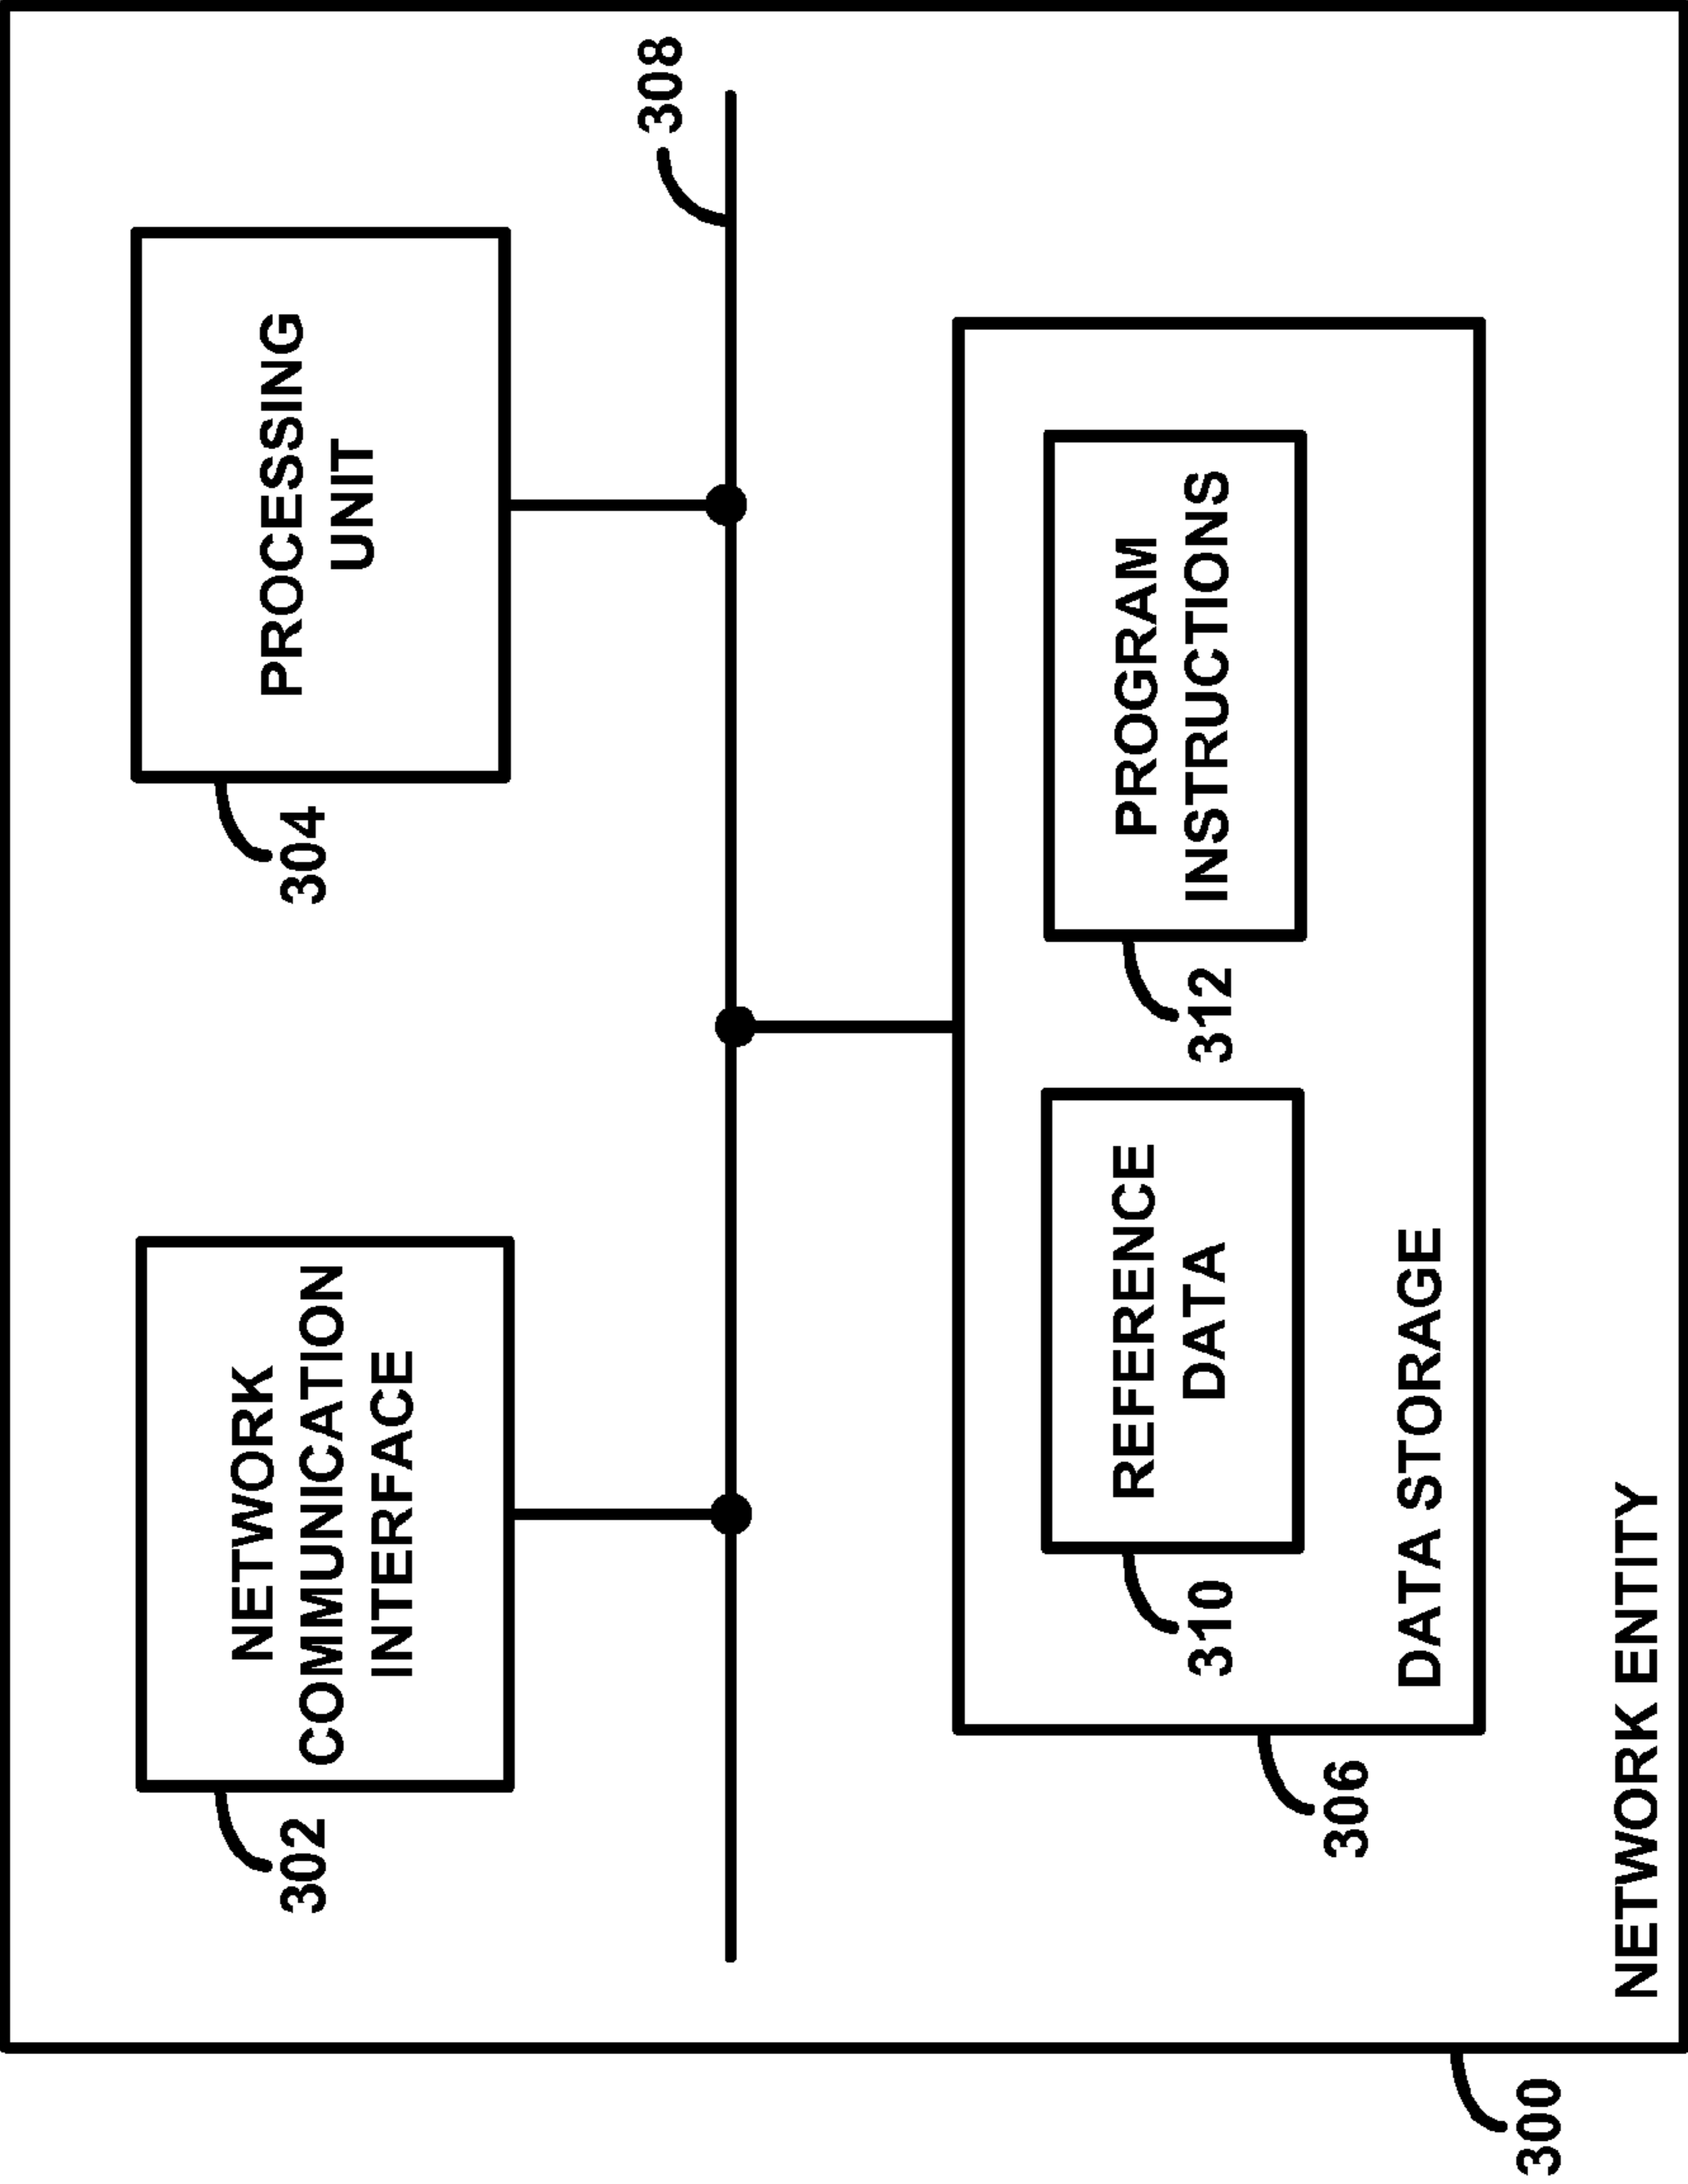 302
NETWORK
COMMUNICATION
INTERFACE
304
PROCESSING
UNIT
308
306
310
REFERENCE
DATA
312
PROGRAM
INSTRUCTIONS
DATA STORAGE
300
NETWORK ENTITY